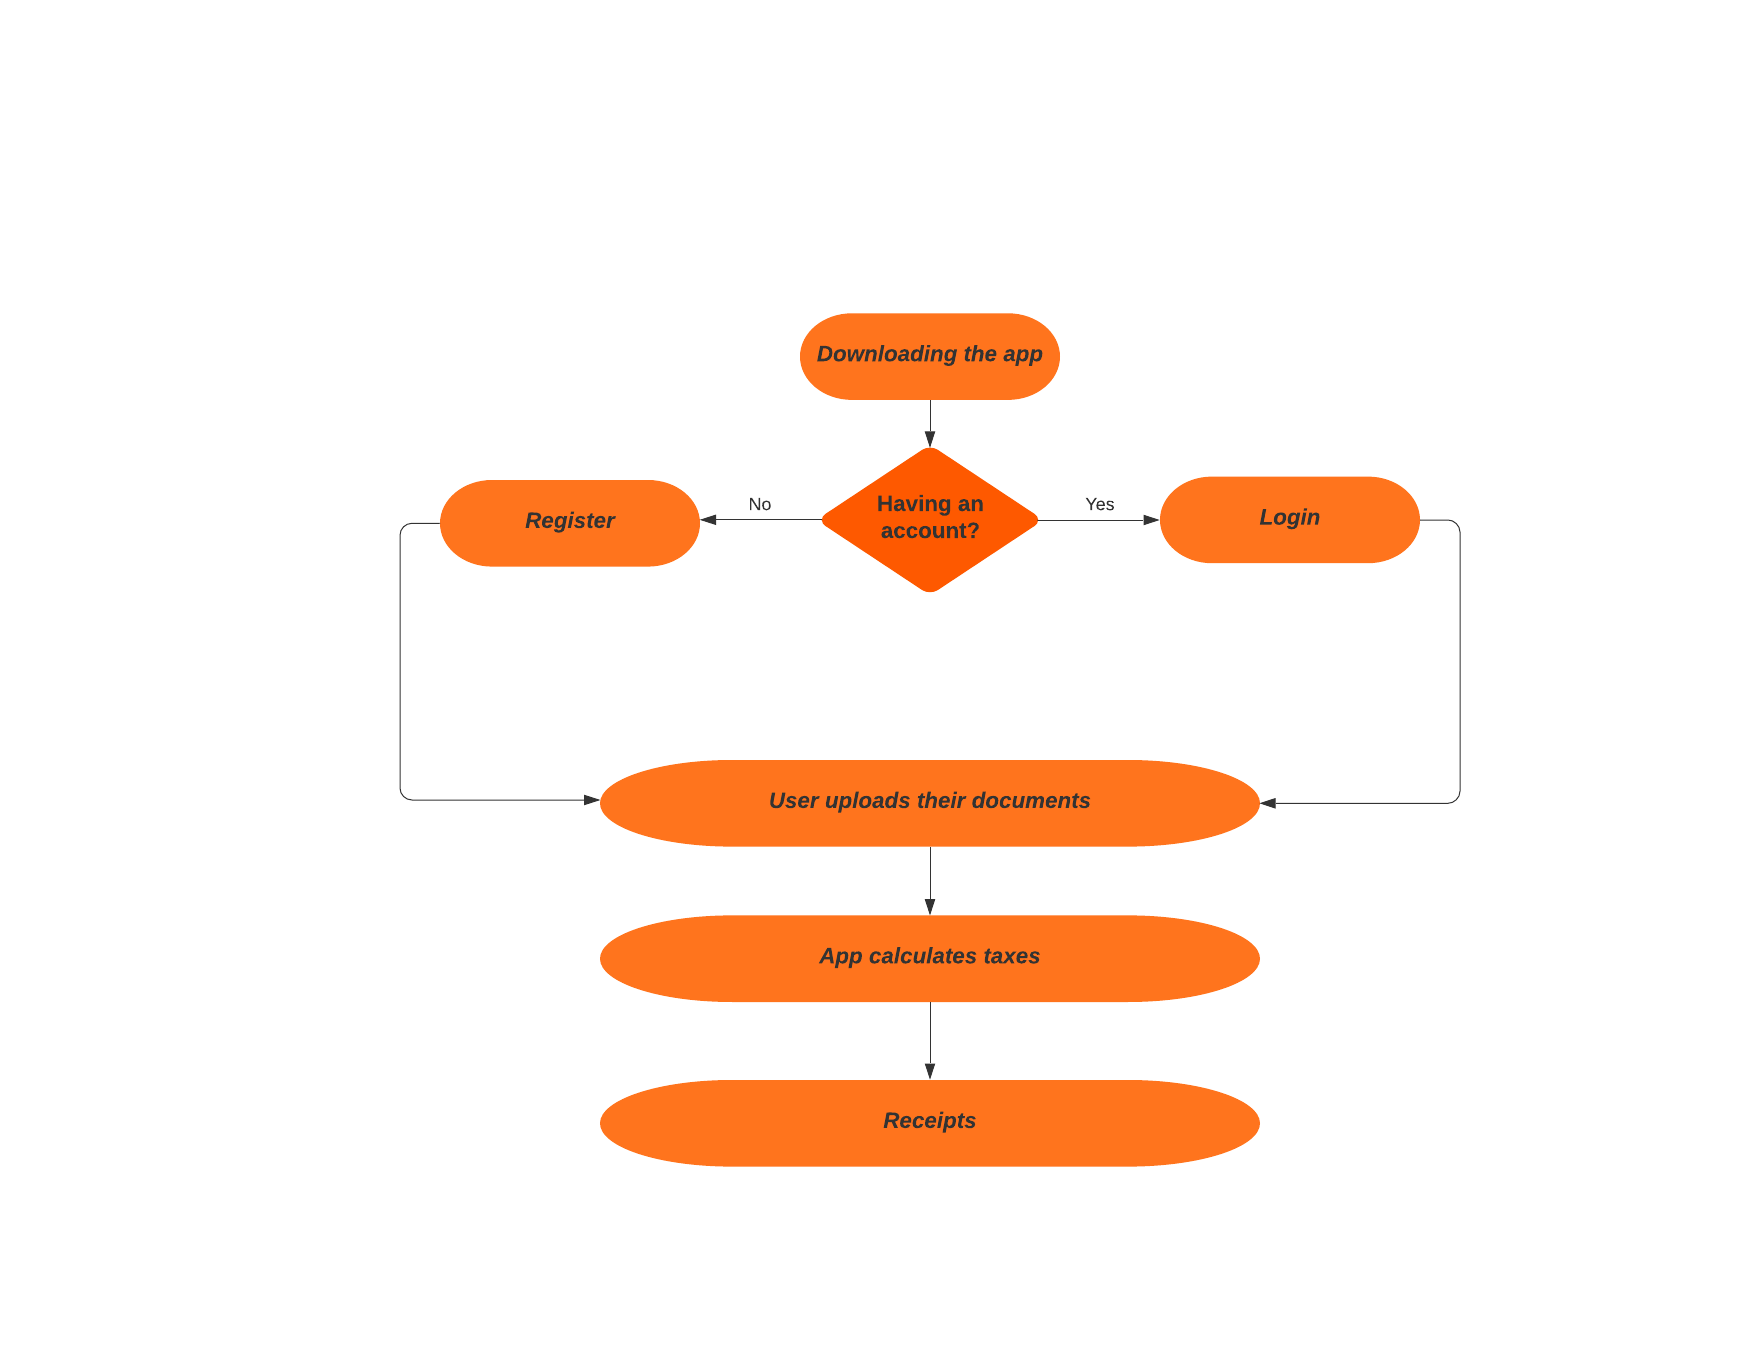 Downloading the app
Having an
account?
No
Yes
Register
Login
User uploads their documents
App calculates taxes
Receipts